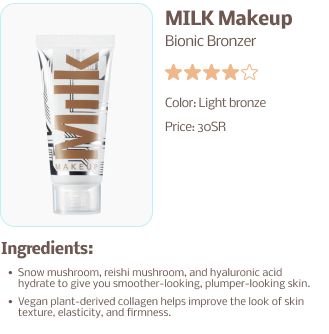 MILK Makeup
Bionic Bronzer
Color: Light bronze
Price: 30SR
Milk
MAKEUP
Ingredients:
• Snow mushroom, reishi mushroom, and hyaluronic acid
hydrate to give you smoother-looking, plumper-looking skin.
• Vegan plant-derived collagen helps improve the look of skin
texture, elasticity, and firmness.